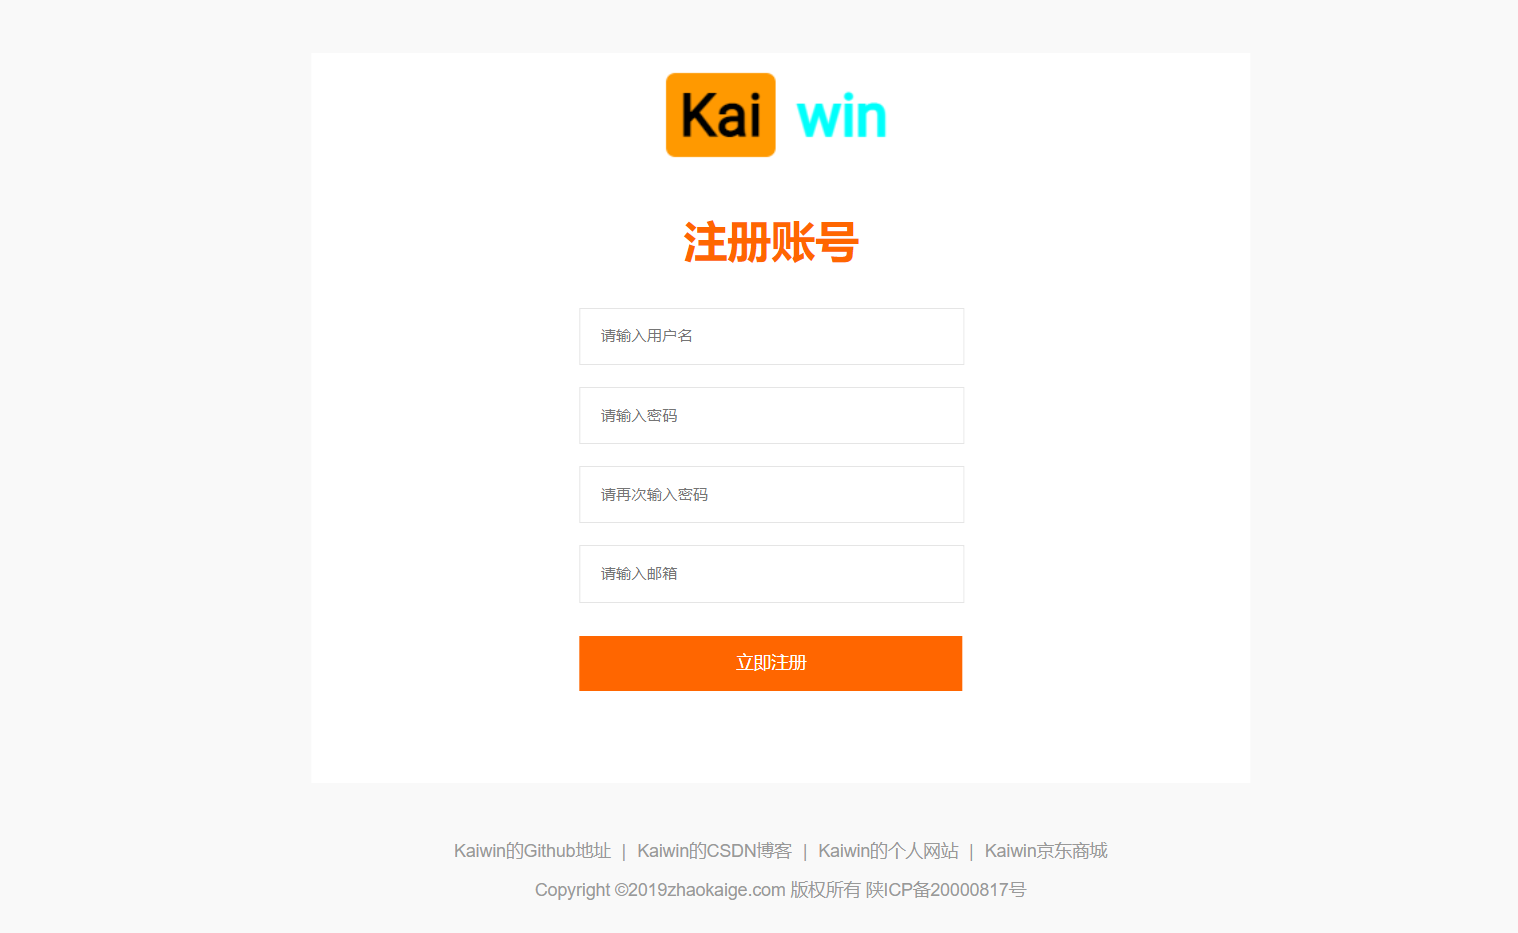 Kai win
注册账号
请输入用户名
请输入密码
请再次输入密码
请输入邮箱
立即注册
Kaiwin的Github地址 | Kaiwin的CSDN博客 | Kaiwin的个人网站 | Kaiwin京东商城
Copyright ©2019zhaokaige.com 版权所有 陕ICP备20000817号